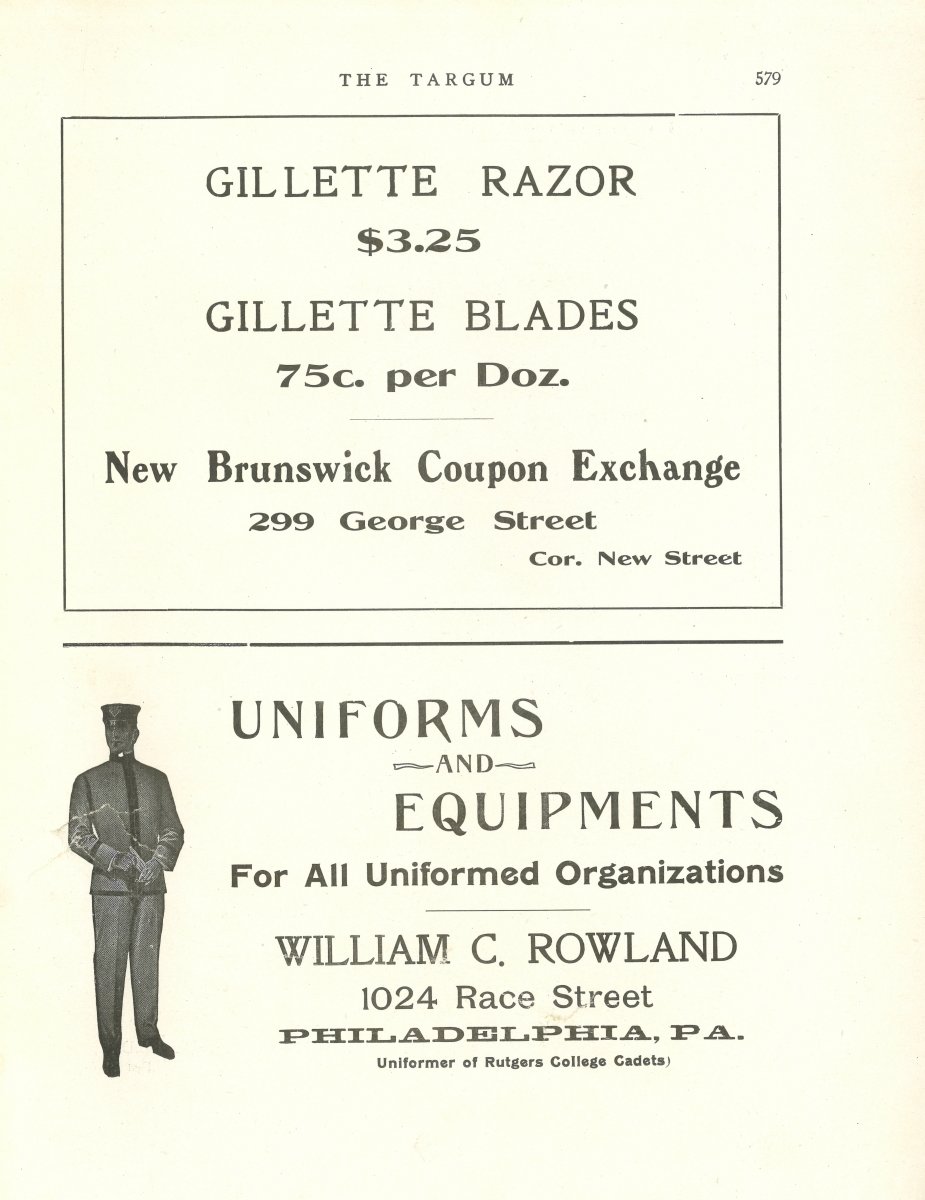 THE TARGUM 579
GILLETTE RAZOR
$3.25
GILLETTE BLADES
75c. per Doz.
New Brunswick Coupon Exchange
299 George Street
Cor. New Street
UNIFORMS
AND
EQUIPMENTS
For All Uniformed Organizations
WILLIAM C. ROWLAND
1024 Race Street
PHILADELPHIA, PA.
Uniformer of Rutgers College Cadets)